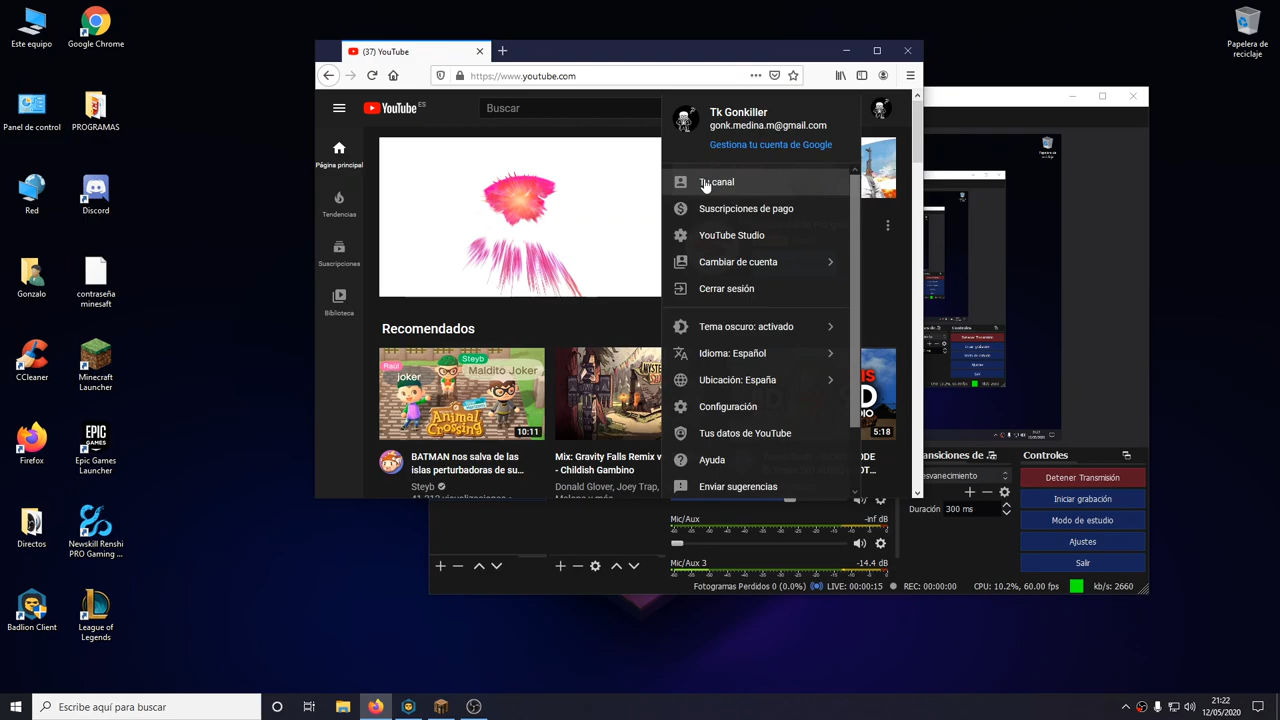 Este equipo
Google Chrome
Papelera de reciclaje
Panel de control
PROGRAMAS
Red
Discord
Gonzalo
contraseña minesaft
CCleaner
Minecraft Launcher
Firefox
EPIC GAMES
Epic Games Launcher
Directos
Newskill Renshi PRO Gaming ...
Badlion Client
League of Legends
(37) YouTube
https://www.youtube.com
YouTube ES
Buscar
Página principal
Tendencias
Suscripciones
Biblioteca
Tk Gonkiller
gonk.medina.m@gmail.com
Gestiona tu cuenta de Google
Tu canal
Suscripciones de pago
YouTube Studio
Cambiar de cuenta
Cerrar sesión
Tema oscuro: activado
Idioma: Español
Ubicación: España
Configuración
Tus datos de YouTube
Ayuda
Enviar sugerencias
Recomendados
Raúl
joker
Steyb
Maldito Joker
ANIMAL CROSSING
10:11
5:18
BATMAN nos salva de las
islas perturbadoras de su...
Steyb
Mix: Gravity Falls Remix
- Childish Gambino
Donald Glover, Joey Trap,
Controles
Detener Transmisión
Iniciar grabación
Modo de estudio
Ajustes
Salir
Duración 300 ms
Mic/Aux
-inf dB
Mic/Aux 3
-14.4 dB
Fotogramas Perdidos 0 (0.0%)
LIVE: 00:00:15
REC: 00:00:00
CPU: 10.2%, 60.00 fps
kb/s: 2660
Escribe aquí para buscar
21:22
12/05/2020